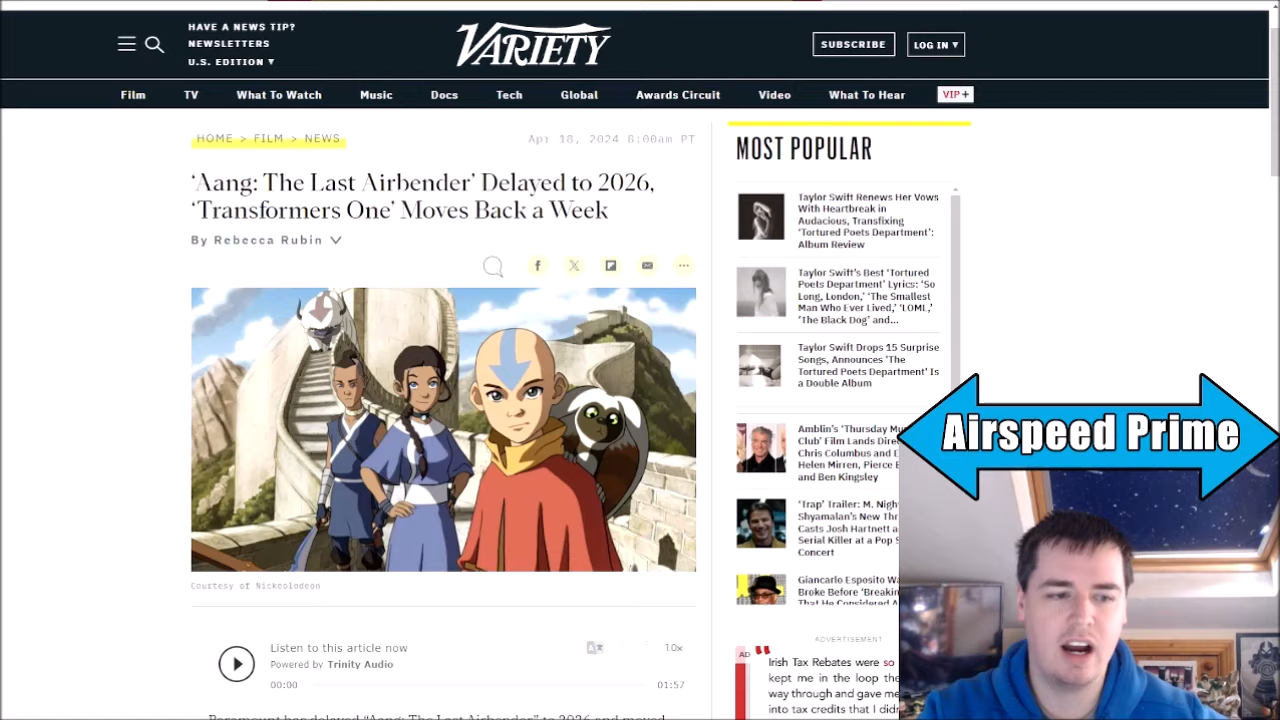 HAVE A NEWS TIP?
NEWSLETTERS
U.S. EDITION
VARIETY
SUBSCRIBE
LOG IN
Film TV What To Watch Music Docs Tech Global Awards Circuit Video What To Hear VIP+
HOME > FILM > NEWS
Apr 18, 2024 8:00am PT
‘Aang: The Last Airbender’ Delayed to 2026,
‘Transformers One’ Moves Back a Week
By Rebecca Rubin
Courtesy of Nickeolodeon
Listen to this article now
Powered by Trinity Audio
10x
00:00
01:57
Paramount has delayed “Aang: The Last Airbender” to 2026 and moved
MOST POPULAR
Taylor Swift Renews Her Vows
With Heartbreak in
Audacious, Transfixing
‘Tortured Poets Department’:
Album Review
Taylor Swift’s Best ‘Tortured
Poets Department’ Lyrics: ‘So
Long, London,’ ‘The Smallest
Man Who Ever Lived,’ ‘LOML,’
‘The Black Dog’ and...
Taylor Swift Drops 15 Surprise
Songs, Announces ‘The
Tortured Poets Department’ Is
a Double Album
Amblin’s ‘Thursday Mu
Club’ Film Lands Dire
Chris Columbus and
Helen Mirren, Pierce B
and Ben Kingsley
‘Trap’ Trailer: M. Nigh
Shyamalan’s New Thr
Casts Josh Hartnett a
Serial Killer at a Pop S
Concert
Giancarlo Esposito Wa
Broke Before ‘Breakin
That He Considered A
ADVERTISEMENT
AD
Irish Tax Rebates were so
kept me in the loop the
way through and gave me
into tax credits that I didn
Airspeed Prime